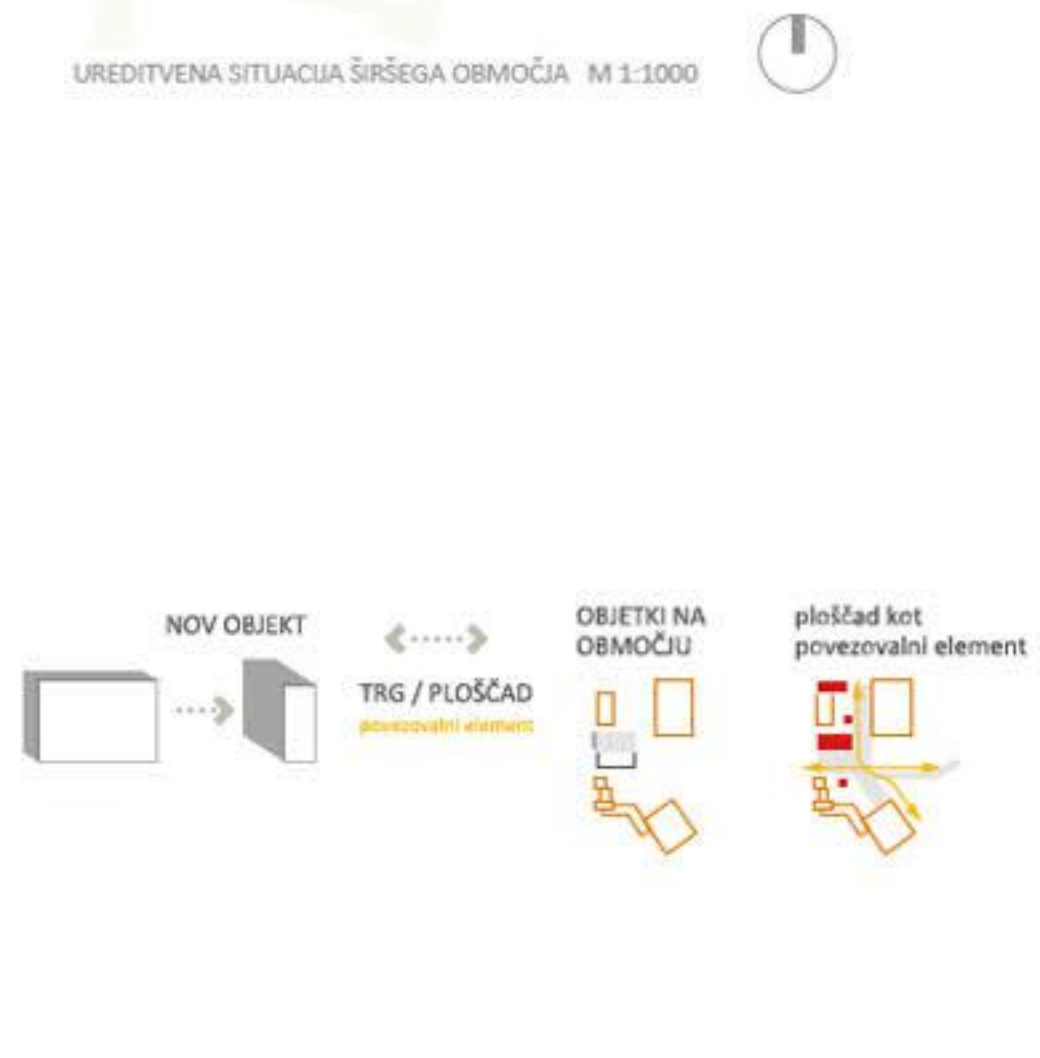 UREDITVENA SITUACIJA ŠIRŠEGA OBMOČJA M 1:1000
NOV OBJEKT
TRG / PLOŠČAD
povezovalni element
OBJETKI NA
OBMOČJU
ploščad kot
povezovalni element